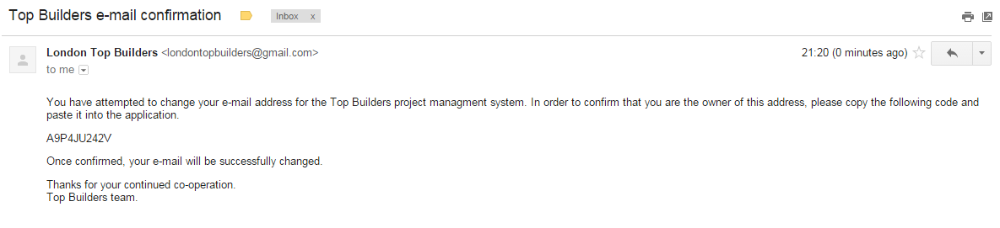 Top Builders e-mail confirmation
Inbox x
London Top Builders <londontopbuilders@gmail.com>
21:20 (0 minutes ago)
to me
You have attempted to change your e-mail address for the Top Builders project managment system. In order to confirm that you are the owner of this address, please copy the following code and
paste it into the application.
A9P4JU242V
Once confirmed, your e-mail will be successfully changed.
Thanks for your continued co-operation.
Top Builders team.